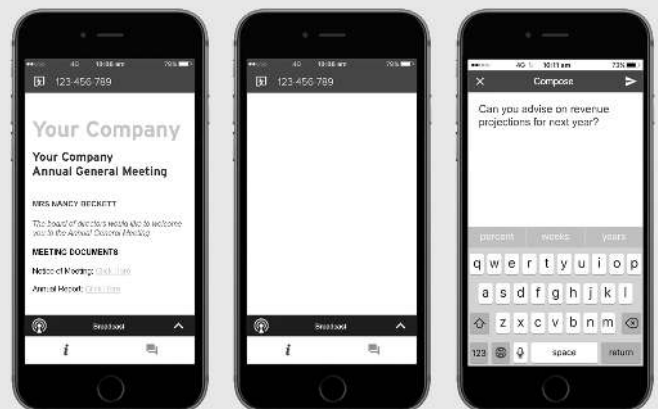 4G 10:08 am 79%
123-456-789
Your Company
Your Company
Annual General Meeting
MRS NANCY BECKETT
The board of directors would like to welcome
you to the Annual General Meeting
MEETING DOCUMENTS
Notice of Meeting: Click Here
Annual Report: Click Here
Broadcast
i
4G 10:08 am 79%
123-456-789
Broadcast
i
4G 10:11 am 73%
Compose
Can you advise on revenue
projections for next year?
percent weeks years
q w e r t y u i o p
a s d f g h j k l
z x c v b n m
123 space return